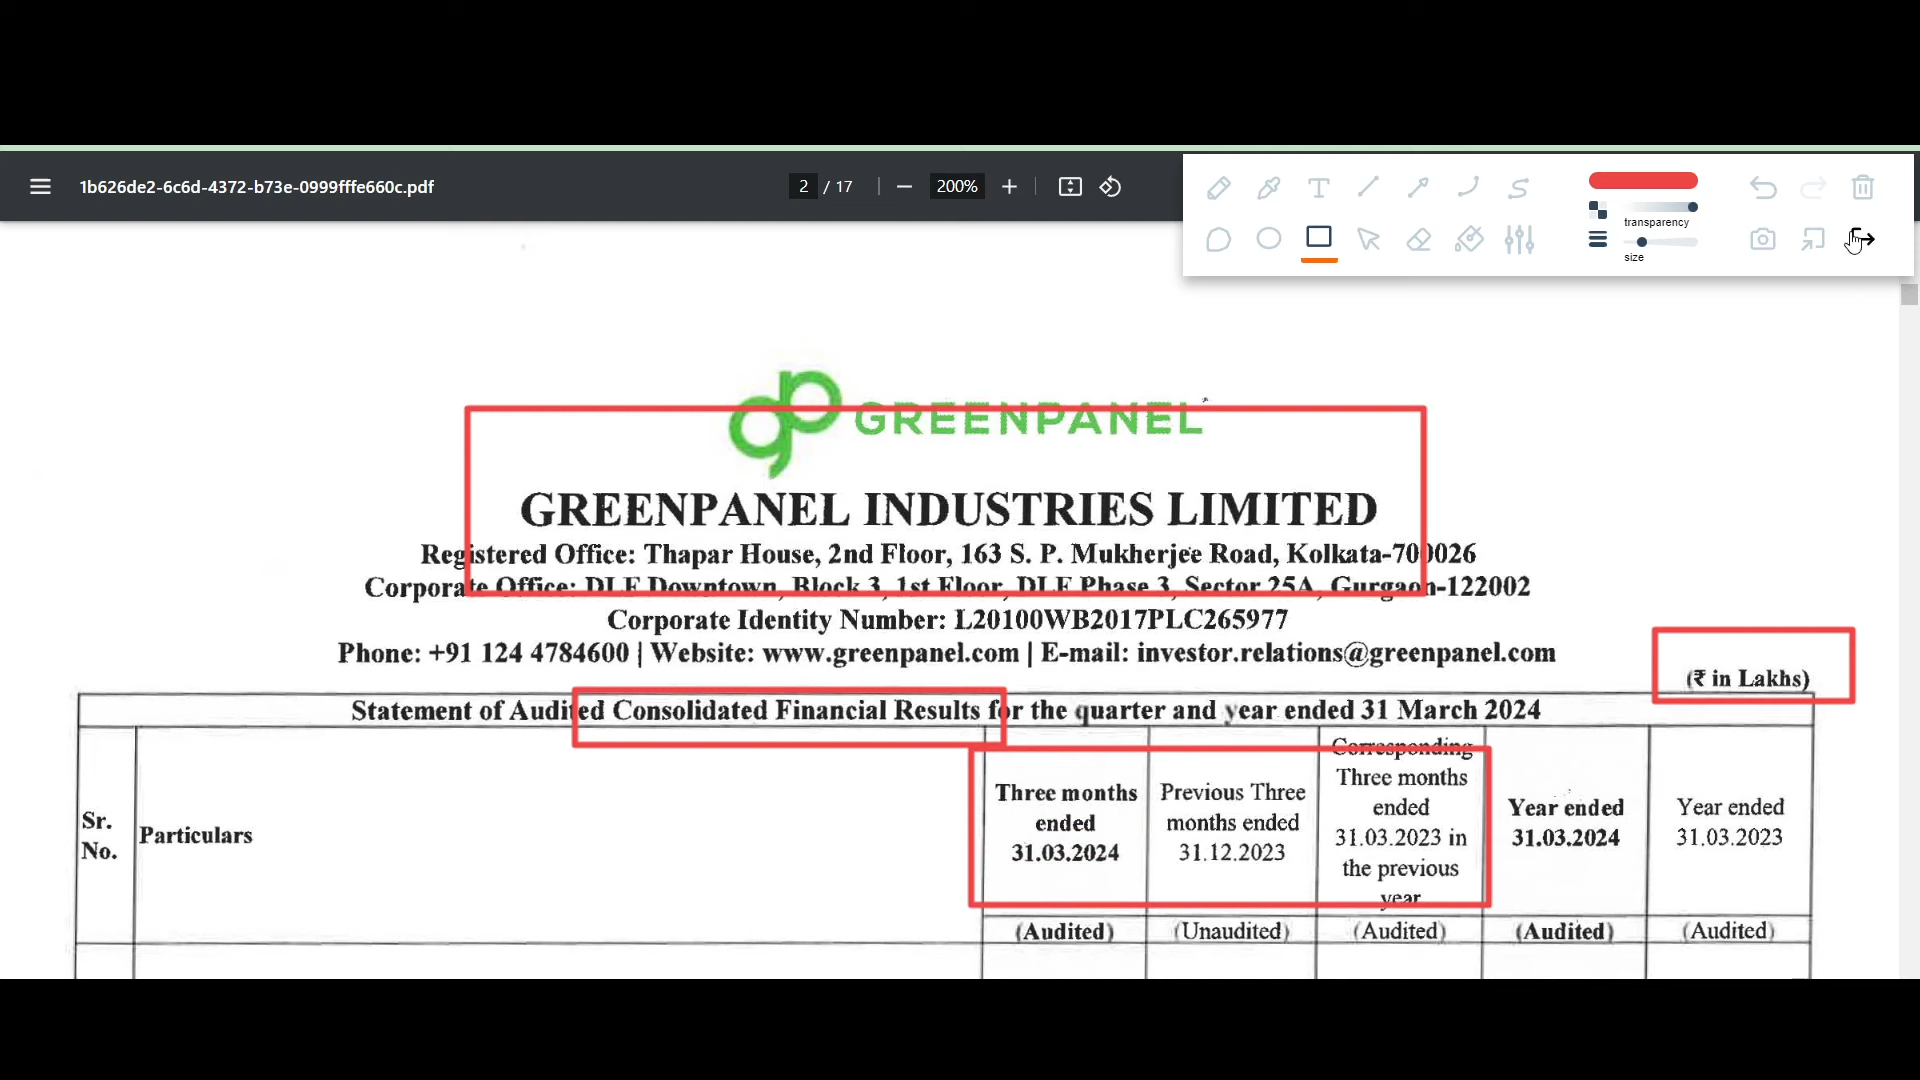 1b626de2-6c6d-4372-b73e-0999fffe660c.pdf
2 / 17
200%
transparency
size
GREENPANEL
GREENPANEL INDUSTRIES LIMITED
Registered Office: Thapar House, 2nd Floor, 163 S. P. Mukherjee Road, Kolkata-700026
Corporate Office: DLF Downtown, Block 3, 1st Floor, DLF Phase 3, Sector 25A, Gurgaon-122002
Corporate Identity Number: L20100WB2017PLC265977
Phone: +91 124 4784600 | Website: www.greenpanel.com | E-mail: investor.relations@greenpanel.com
(₹ in Lakhs)
Statement of Audited Consolidated Financial Results for the quarter and year ended 31 March 2024
Sr.
No.
Particulars
Three months
ended
31.03.2024
Previous Three
months ended
31.12.2023
Corresponding
Three months
ended
31.03.2023 in
the previous
year
Year ended
31.03.2024
Year ended
31.03.2023
(Audited)
(Unaudited)
(Audited)
(Audited)
(Audited)